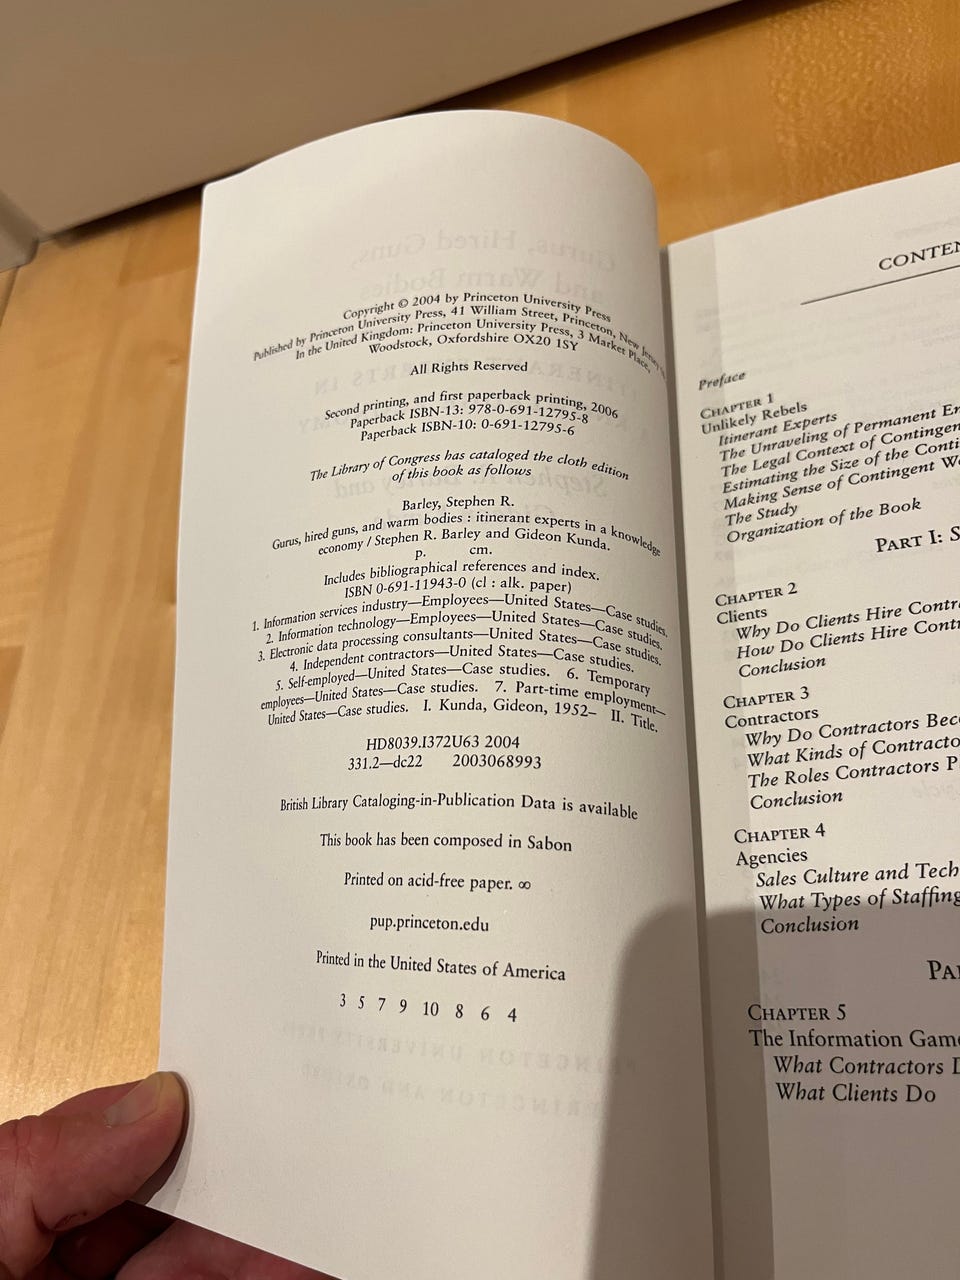 Copyright © 2004 by Princeton University Press
Published by Princeton University Press, 41 William Street, Princeton, New Jersey
In the United Kingdom: Princeton University Press, 3 Market Place,
Woodstock, Oxfordshire OX20 1SY
All Rights Reserved
Second printing, and first paperback printing, 2006
Paperback ISBN-13: 978-0-691-12795-8
Paperback ISBN-10: 0-691-12795-6
The Library of Congress has cataloged the cloth edition
of this book as follows
Barley, Stephen R.
Gurus, hired guns, and warm bodies : itinerant experts in a knowledge
economy / Stephen R. Barley and Gideon Kunda.
p. cm.
Includes bibliographical references and index.
ISBN 0-691-11943-0 (cl : alk. paper)
1. Information services industry—Employees—United States—Case studies.
2. Information technology—Employees—United States—Case studies.
3. Electronic data processing consultants—United States—Case studies.
4. Independent contractors—United States—Case studies.
5. Self-employed—United States—Case studies. 6. Temporary
employees—United States—Case studies. 7. Part-time employment—
United States—Case studies. I. Kunda, Gideon, 1952– II. Title.
HD8039.I372U63 2004
331.2—dc22 2003068993
British Library Cataloging-in-Publication Data is available
This book has been composed in Sabon
Printed on acid-free paper. ∞
pup.princeton.edu
Printed in the United States of America
3 5 7 9 10 8 6 4
CONTEN
Preface
CHAPTER 1
Unlikely Rebels
Itinerant Experts
The Unraveling of Permanent Em
The Legal Context of Contingen
Estimating the Size of the Conti
Making Sense of Contingent Wo
The Study
Organization of the Book
PART I: S
CHAPTER 2
Clients
Why Do Clients Hire Contra
How Do Clients Hire Contr
Conclusion
CHAPTER 3
Contractors
Why Do Contractors Bec
What Kinds of Contracto
The Roles Contractors P
Conclusion
CHAPTER 4
Agencies
Sales Culture and Tech
What Types of Staffing
Conclusion
PA
CHAPTER 5
The Information Game
What Contractors D
What Clients Do